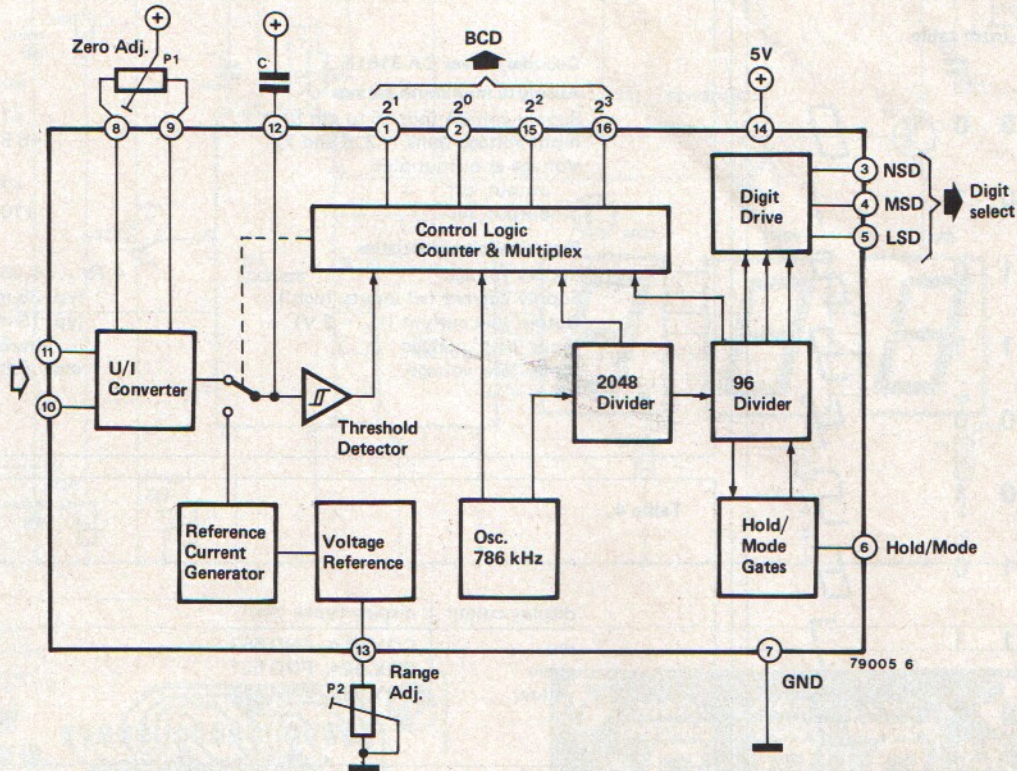 Zero Adj.
P1
C
BCD
5V
2¹ 2⁰ 2² 2³
8 9 12 1 2 15 16 14
Control Logic
Counter & Multiplex
Digit
Drive
3 NSD
4 MSD
5 LSD
Digit
select
11
10
U/I
Converter
Threshold
Detector
2048
Divider
96
Divider
Reference
Current
Generator
Voltage
Reference
Osc.
786 kHz
Hold/
Mode
Gates
6 Hold/Mode
13
7
79005 6
P2
Range
Adj.
GND